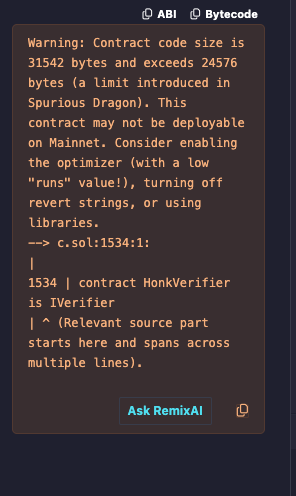 ABI Bytecode
Warning: Contract code size is
31542 bytes and exceeds 24576
bytes (a limit introduced in
Spurious Dragon). This
contract may not be deployable
on Mainnet. Consider enabling
the optimizer (with a low
"runs" value!), turning off
revert strings, or using
libraries.
--> c.sol:1534:1:
|
1534 | contract HonkVerifier
is IVerifier
| ^ (Relevant source part
starts here and spans across
multiple lines).
Ask RemixAI